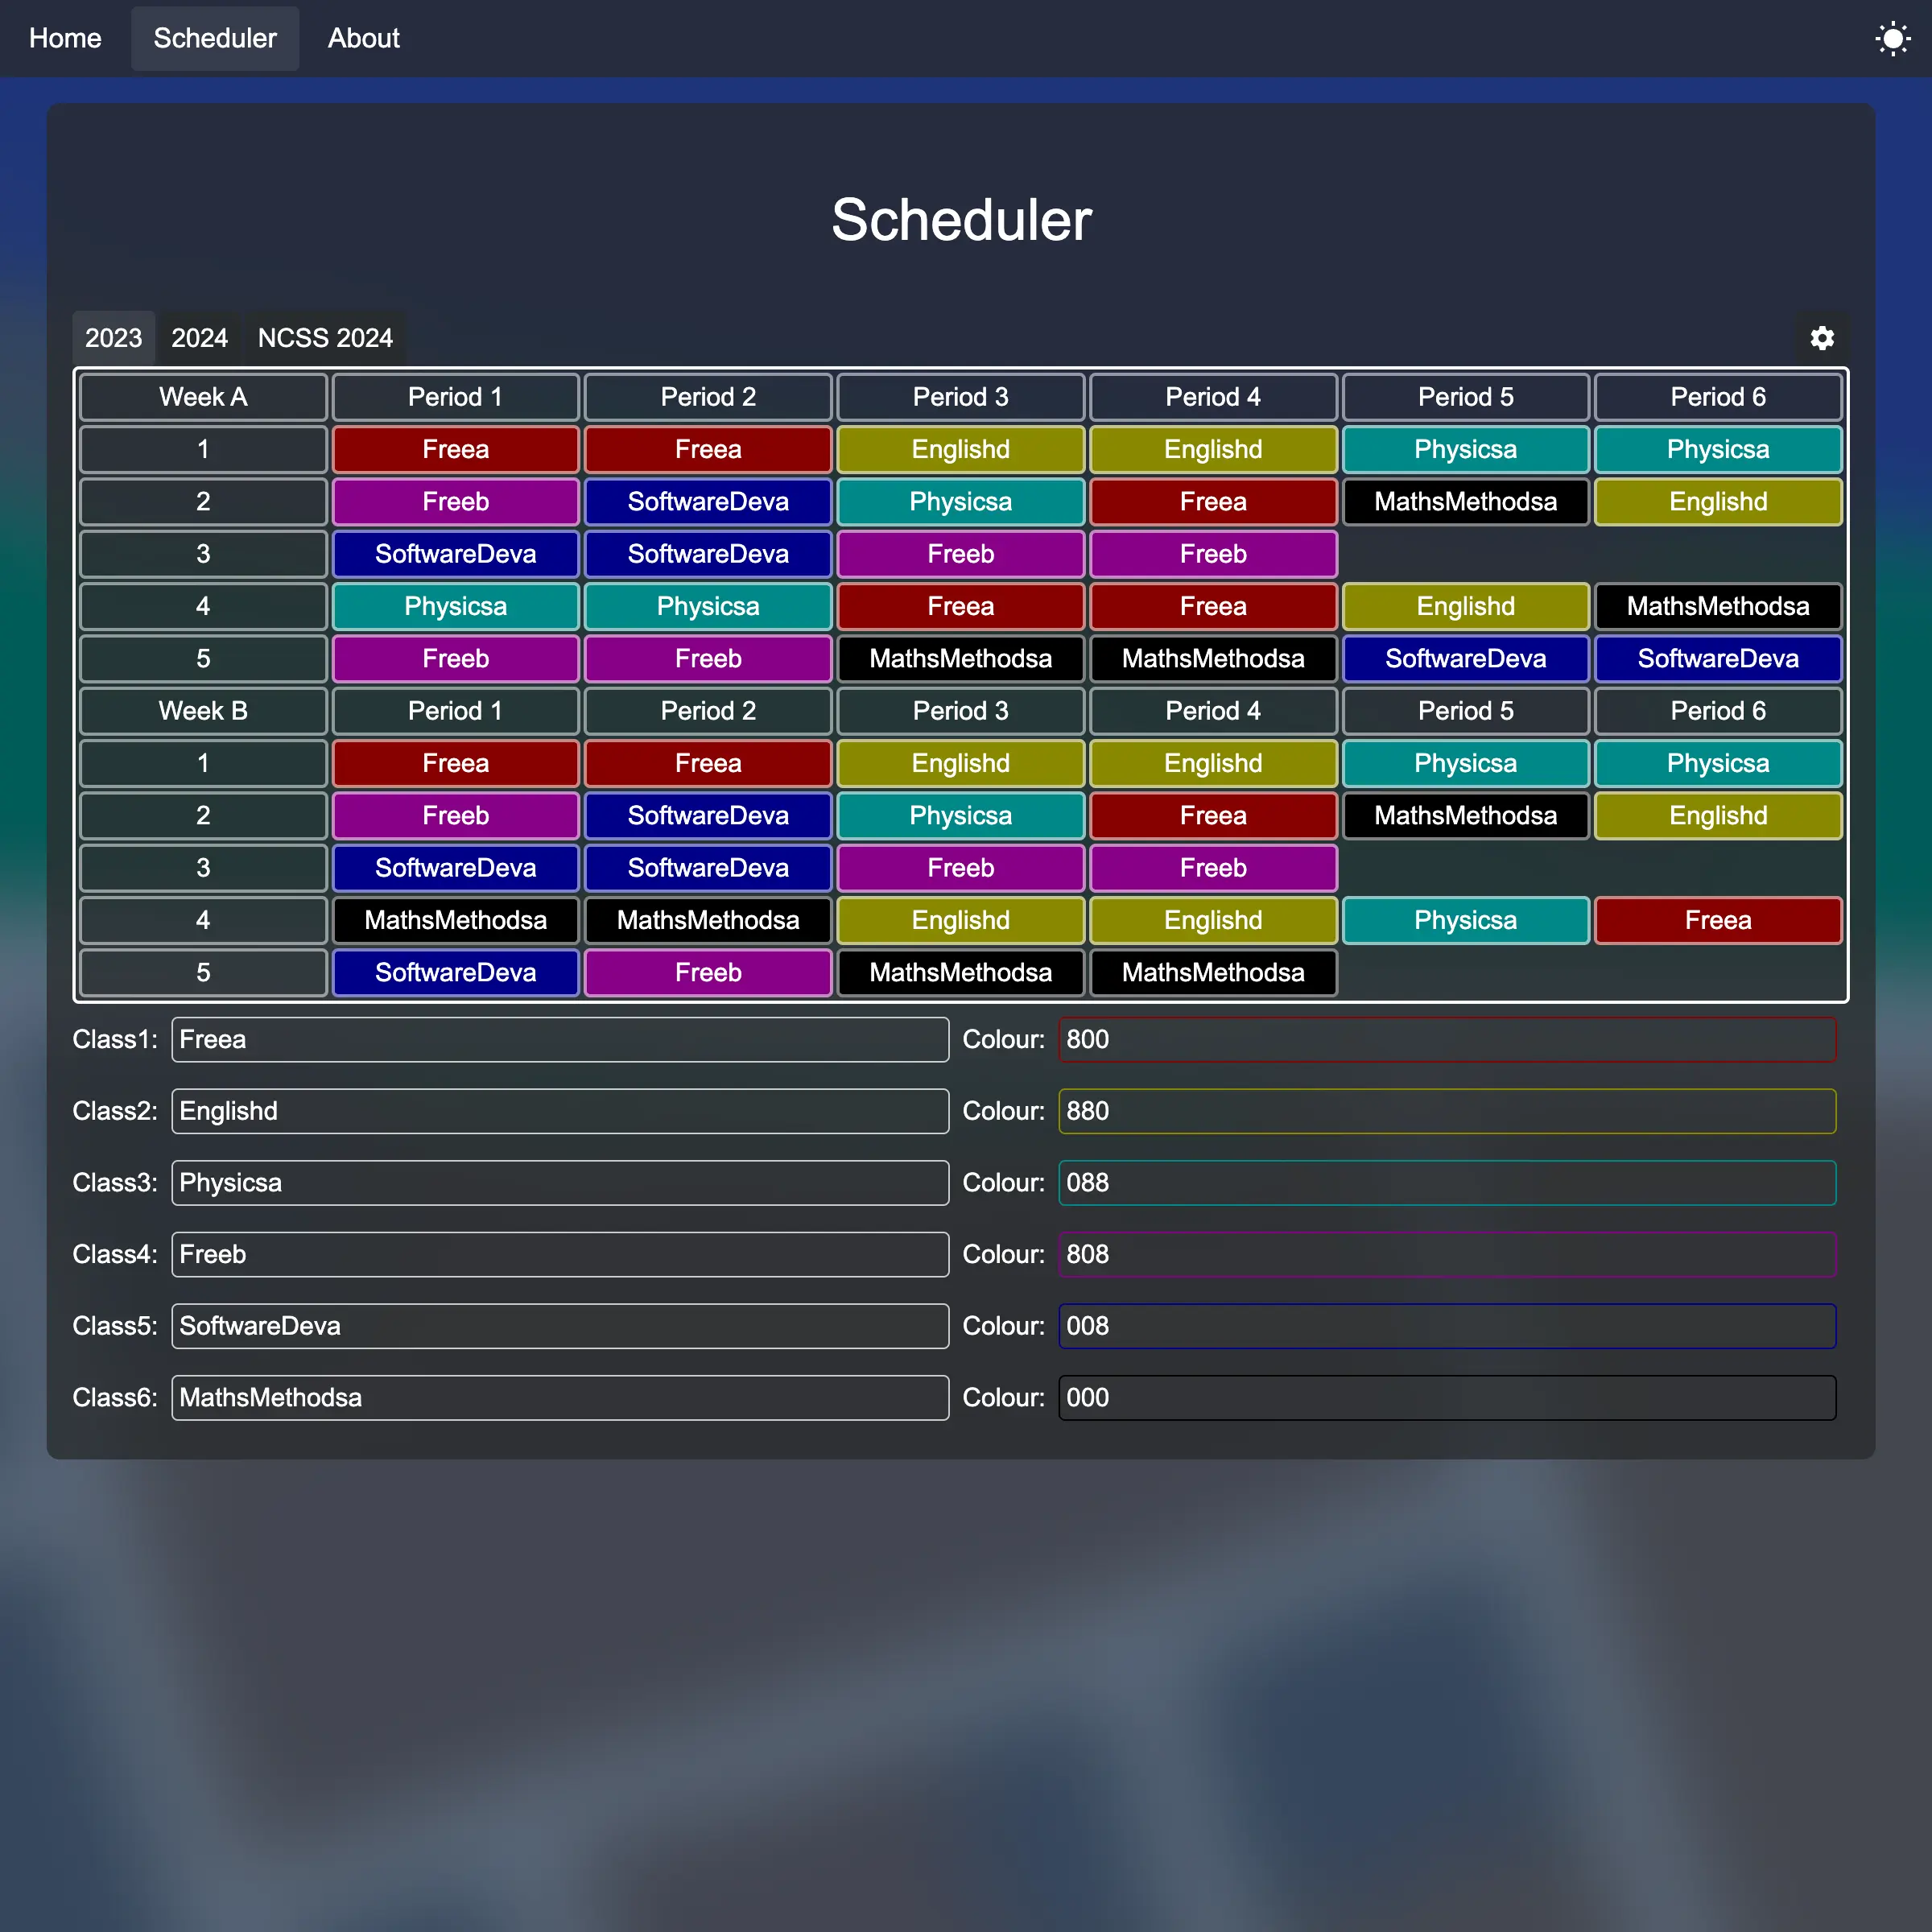 Home Scheduler About
Scheduler
2023 2024 NCSS 2024
Week A Period 1 Period 2 Period 3 Period 4 Period 5 Period 6
1 Freea Freea Englishd Englishd Physicsa Physicsa
2 Freeb SoftwareDeva Physicsa Freea MathsMethodsa Englishd
3 SoftwareDeva SoftwareDeva Freeb Freeb
4 Physicsa Physicsa Freea Freea Englishd MathsMethodsa
5 Freeb Freeb MathsMethodsa MathsMethodsa SoftwareDeva SoftwareDeva
Week B Period 1 Period 2 Period 3 Period 4 Period 5 Period 6
1 Freea Freea Englishd Englishd Physicsa Physicsa
2 Freeb SoftwareDeva Physicsa Freea MathsMethodsa Englishd
3 SoftwareDeva SoftwareDeva Freeb Freeb
4 MathsMethodsa MathsMethodsa Englishd Englishd Physicsa Freea
5 SoftwareDeva Freeb MathsMethodsa MathsMethodsa
Class1: Freea Colour: 800
Class2: Englishd Colour: 880
Class3: Physicsa Colour: 088
Class4: Freeb Colour: 808
Class5: SoftwareDeva Colour: 008
Class6: MathsMethodsa Colour: 000